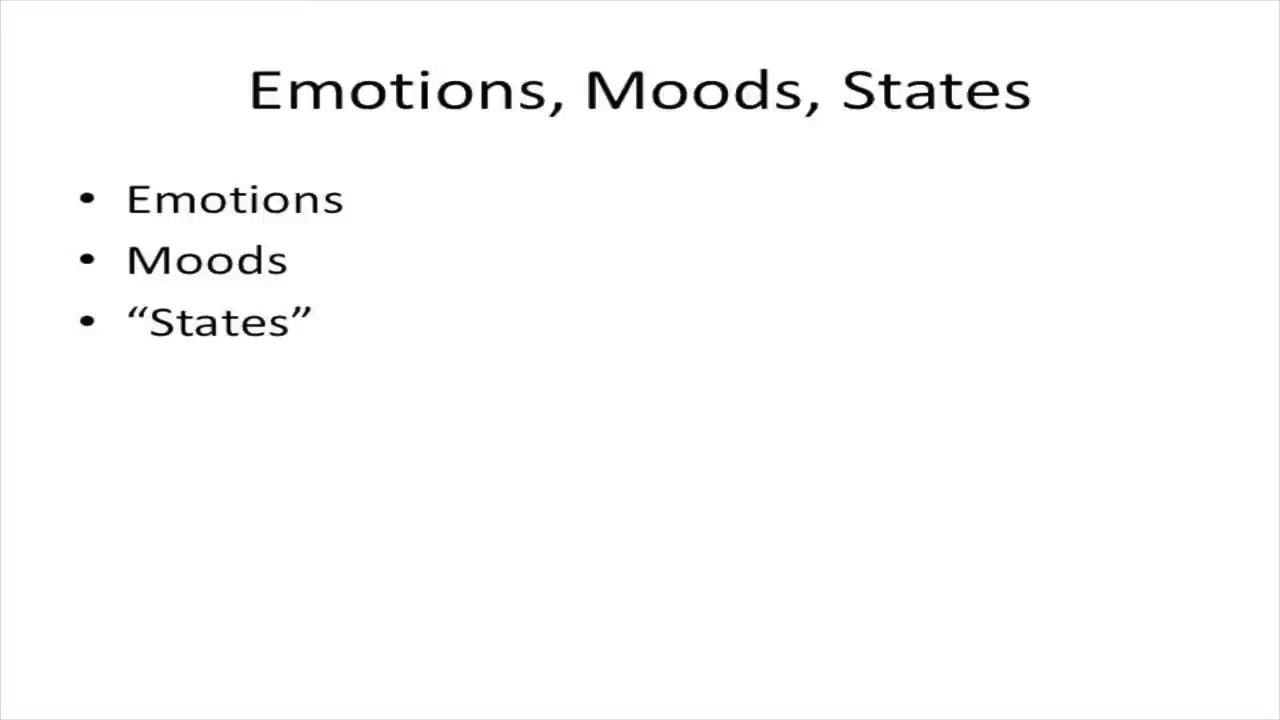 Emotions, Moods, States
• Emotions
• Moods
• “States”